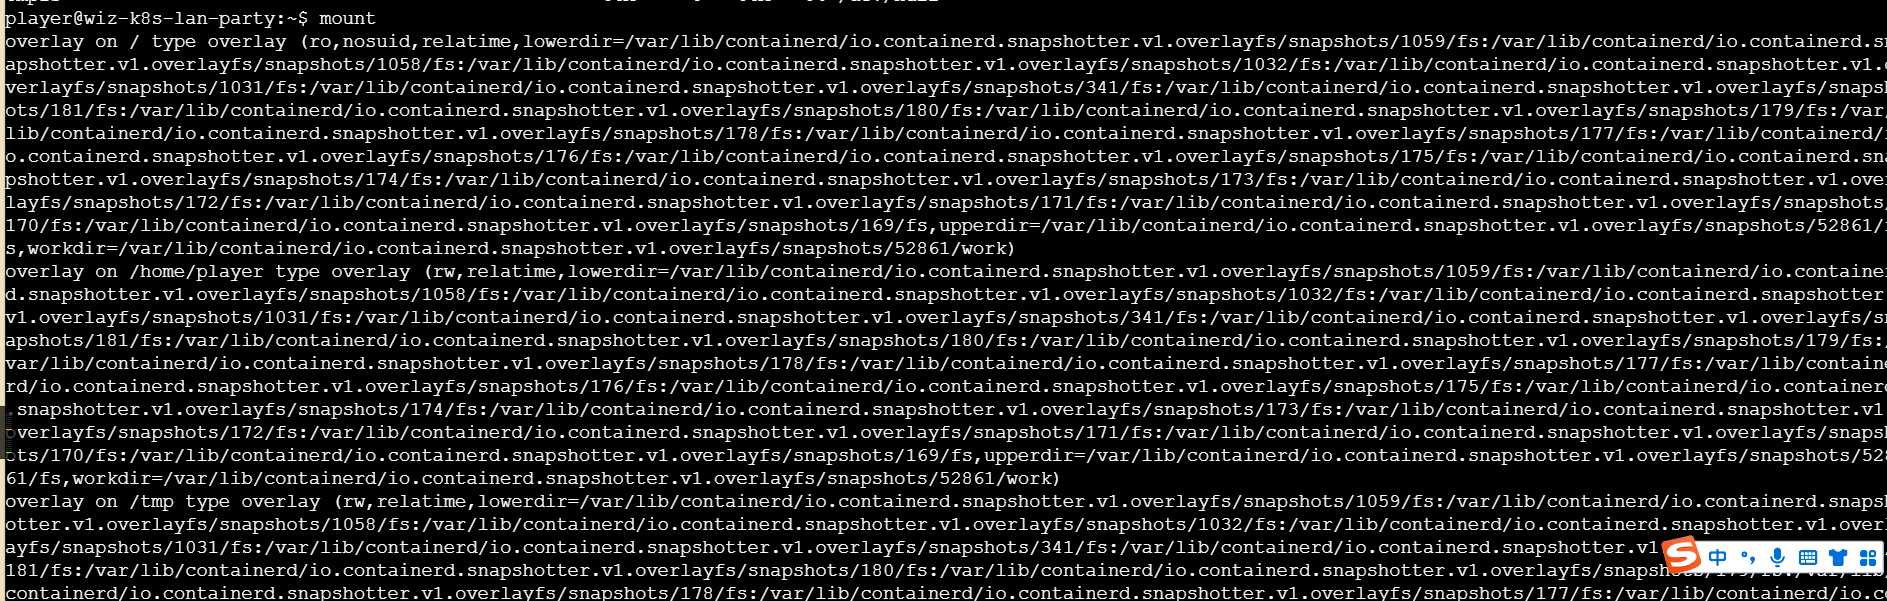 player@wiz-k8s-lan-party:~$ mount
overlay on / type overlay (ro,nosuid,relatime,lowerdir=/var/lib/containerd/io.containerd.snapshotter.v1.overlayfs/snapshots/1059/fs:/var/lib/containerd/io.containerd.sn
apshotter.v1.overlayfs/snapshots/1058/fs:/var/lib/containerd/io.containerd.snapshotter.v1.overlayfs/snapshots/1032/fs:/var/lib/containerd/io.containerd.snapshotter.v1.o
verlayfs/snapshots/1031/fs:/var/lib/containerd/io.containerd.snapshotter.v1.overlayfs/snapshots/341/fs:/var/lib/containerd/io.containerd.snapshotter.v1.overlayfs/snapsh
ots/181/fs:/var/lib/containerd/io.containerd.snapshotter.v1.overlayfs/snapshots/180/fs:/var/lib/containerd/io.containerd.snapshotter.v1.overlayfs/snapshots/179/fs:/var/
lib/containerd/io.containerd.snapshotter.v1.overlayfs/snapshots/178/fs:/var/lib/containerd/io.containerd.snapshotter.v1.overlayfs/snapshots/177/fs:/var/lib/containerd/i
o.containerd.snapshotter.v1.overlayfs/snapshots/176/fs:/var/lib/containerd/io.containerd.snapshotter.v1.overlayfs/snapshots/175/fs:/var/lib/containerd/io.containerd.sna
pshotter.v1.overlayfs/snapshots/174/fs:/var/lib/containerd/io.containerd.snapshotter.v1.overlayfs/snapshots/173/fs:/var/lib/containerd/io.containerd.snapshotter.v1.over
layfs/snapshots/172/fs:/var/lib/containerd/io.containerd.snapshotter.v1.overlayfs/snapshots/171/fs:/var/lib/containerd/io.containerd.snapshotter.v1.overlayfs/snapshots/
170/fs:/var/lib/containerd/io.containerd.snapshotter.v1.overlayfs/snapshots/169/fs,upperdir=/var/lib/containerd/io.containerd.snapshotter.v1.overlayfs/snapshots/52861/f
s,workdir=/var/lib/containerd/io.containerd.snapshotter.v1.overlayfs/snapshots/52861/work)
overlay on /home/player type overlay (rw,relatime,lowerdir=/var/lib/containerd/io.containerd.snapshotter.v1.overlayfs/snapshots/1059/fs:/var/lib/containerd/io.container
d.snapshotter.v1.overlayfs/snapshots/1058/fs:/var/lib/containerd/io.containerd.snapshotter.v1.overlayfs/snapshots/1032/fs:/var/lib/containerd/io.containerd.snapshotter.
v1.overlayfs/snapshots/1031/fs:/var/lib/containerd/io.containerd.snapshotter.v1.overlayfs/snapshots/341/fs:/var/lib/containerd/io.containerd.snapshotter.v1.overlayfs/sn
apshots/181/fs:/var/lib/containerd/io.containerd.snapshotter.v1.overlayfs/snapshots/180/fs:/var/lib/containerd/io.containerd.snapshotter.v1.overlayfs/snapshots/179/fs:/
var/lib/containerd/io.containerd.snapshotter.v1.overlayfs/snapshots/178/fs:/var/lib/containerd/io.containerd.snapshotter.v1.overlayfs/snapshots/177/fs:/var/lib/containe
rd/io.containerd.snapshotter.v1.overlayfs/snapshots/176/fs:/var/lib/containerd/io.containerd.snapshotter.v1.overlayfs/snapshots/175/fs:/var/lib/containerd/io.containerd
.snapshotter.v1.overlayfs/snapshots/174/fs:/var/lib/containerd/io.containerd.snapshotter.v1.overlayfs/snapshots/173/fs:/var/lib/containerd/io.containerd.snapshotter.v1.
overlayfs/snapshots/172/fs:/var/lib/containerd/io.containerd.snapshotter.v1.overlayfs/snapshots/171/fs:/var/lib/containerd/io.containerd.snapshotter.v1.overlayfs/snapsh
ots/170/fs:/var/lib/containerd/io.containerd.snapshotter.v1.overlayfs/snapshots/169/fs,upperdir=/var/lib/containerd/io.containerd.snapshotter.v1.overlayfs/snapshots/528
61/fs,workdir=/var/lib/containerd/io.containerd.snapshotter.v1.overlayfs/snapshots/52861/work)
overlay on /tmp type overlay (rw,relatime,lowerdir=/var/lib/containerd/io.containerd.snapshotter.v1.overlayfs/snapshots/1059/fs:/var/lib/containerd/io.containerd.snapsh
otter.v1.overlayfs/snapshots/1058/fs:/var/lib/containerd/io.containerd.snapshotter.v1.overlayfs/snapshots/1032/fs:/var/lib/containerd/io.containerd.snapshotter.v1.overl
ayfs/snapshots/1031/fs:/var/lib/containerd/io.containerd.snapshotter.v1.overlayfs/snapshots/341/fs:/var/lib/containerd/io.containerd.snapshotter.v1
中
181/fs:/var/lib/containerd/io.containerd.snapshotter.v1.overlayfs/snapshots/180/fs:/var/lib/containerd/io.containerd.snapshotter.v1.overlayfs
containerd/io.containerd.snapshotter.v1.overlayfs/snapshots/178/fs:/var/lib/containerd/io.containerd.snapshotter.v1.overlayfs/snapshots/177/fs:/var/lib/containerd/io.co